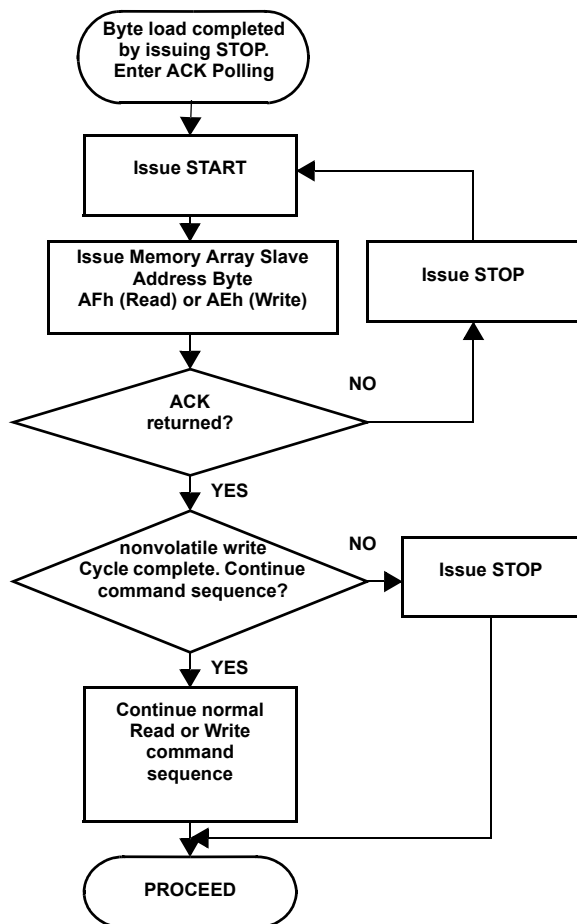 Byte load completed
by issuing STOP.
Enter ACK Polling
Issue START
Issue Memory Array Slave
Address Byte
AFh (Read) or AEh (Write)
Issue STOP
NO
ACK
returned?
YES
NO
nonvolatile write
Cycle complete. Continue
command sequence?
Issue STOP
YES
Continue normal
Read or Write
command
sequence
PROCEED